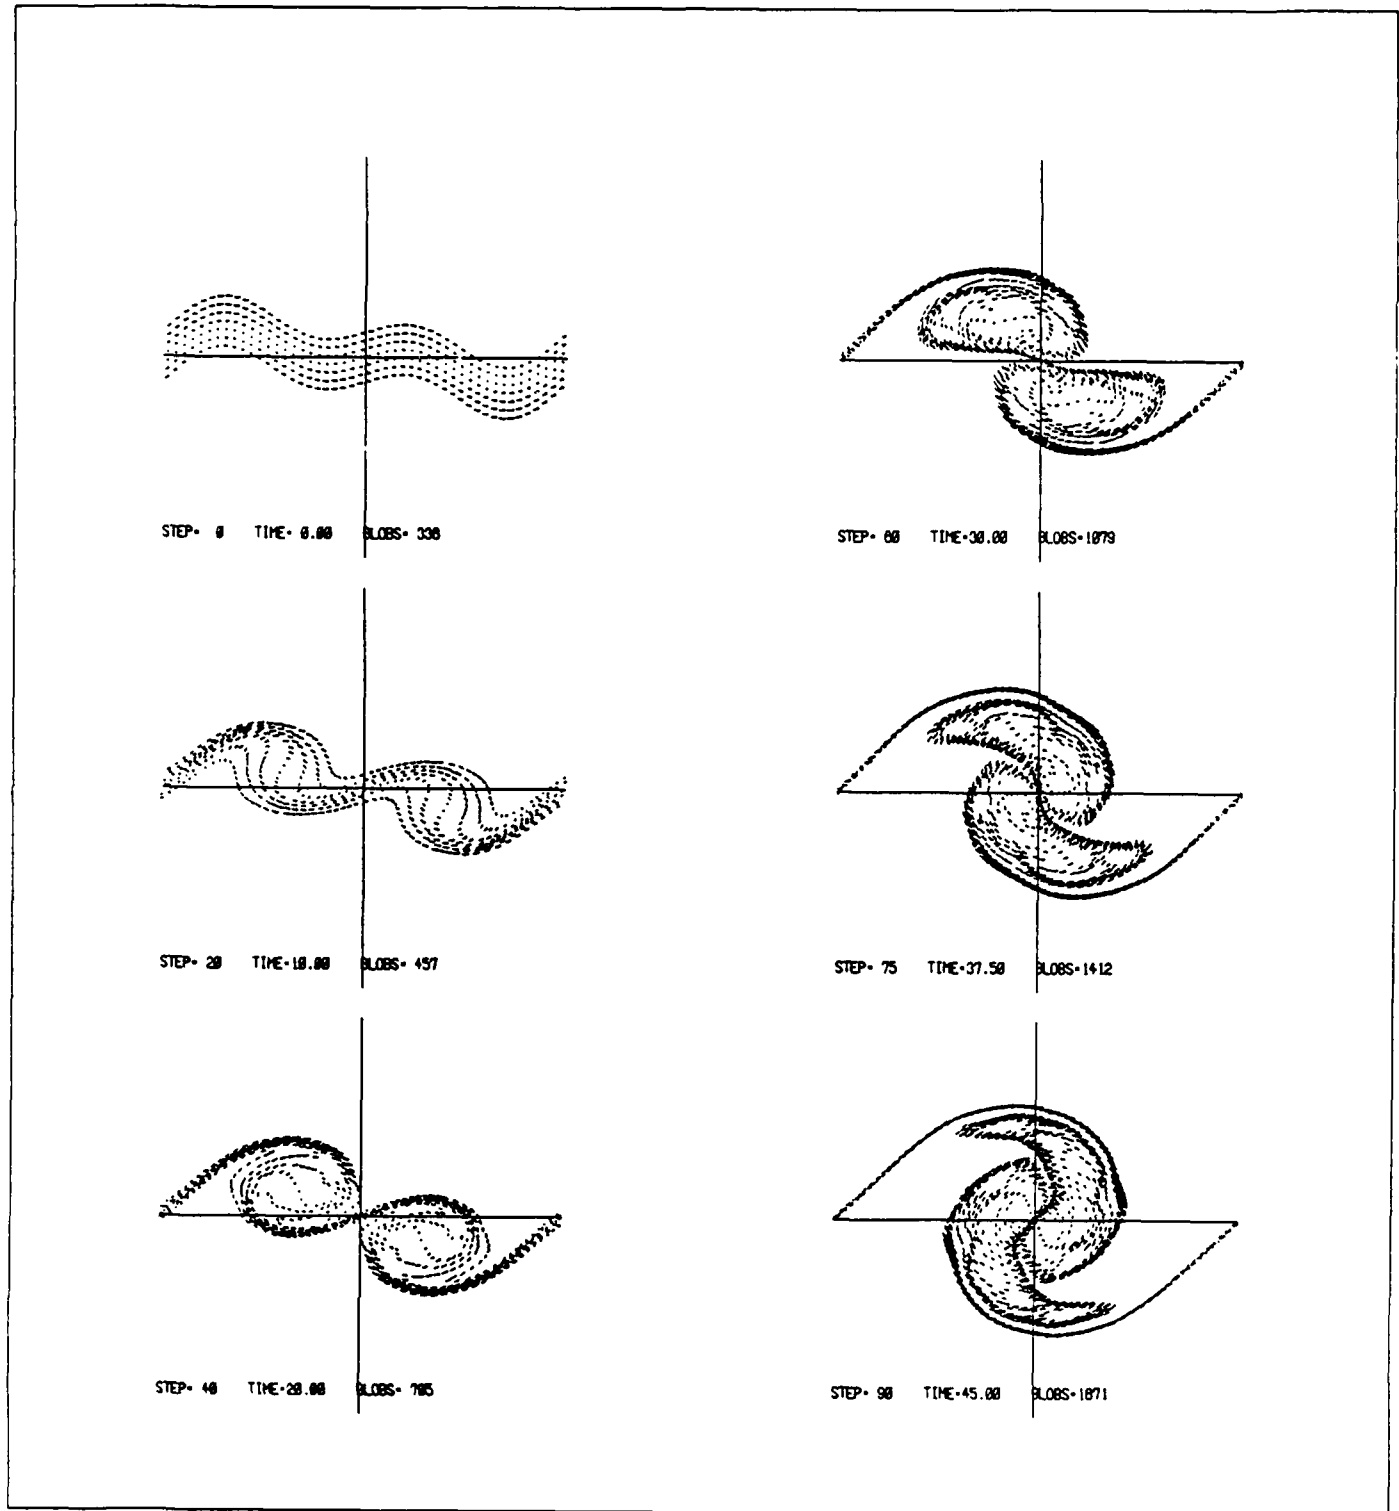 STEP= 0 TIME= 0.00 BLOBS= 336
STEP= 20 TIME=10.00 BLOBS= 457
STEP= 40 TIME=20.00 BLOBS= 705
STEP= 60 TIME=30.00 BLOBS=1079
STEP= 75 TIME=37.50 BLOBS=1412
STEP= 90 TIME=45.00 BLOBS=1871